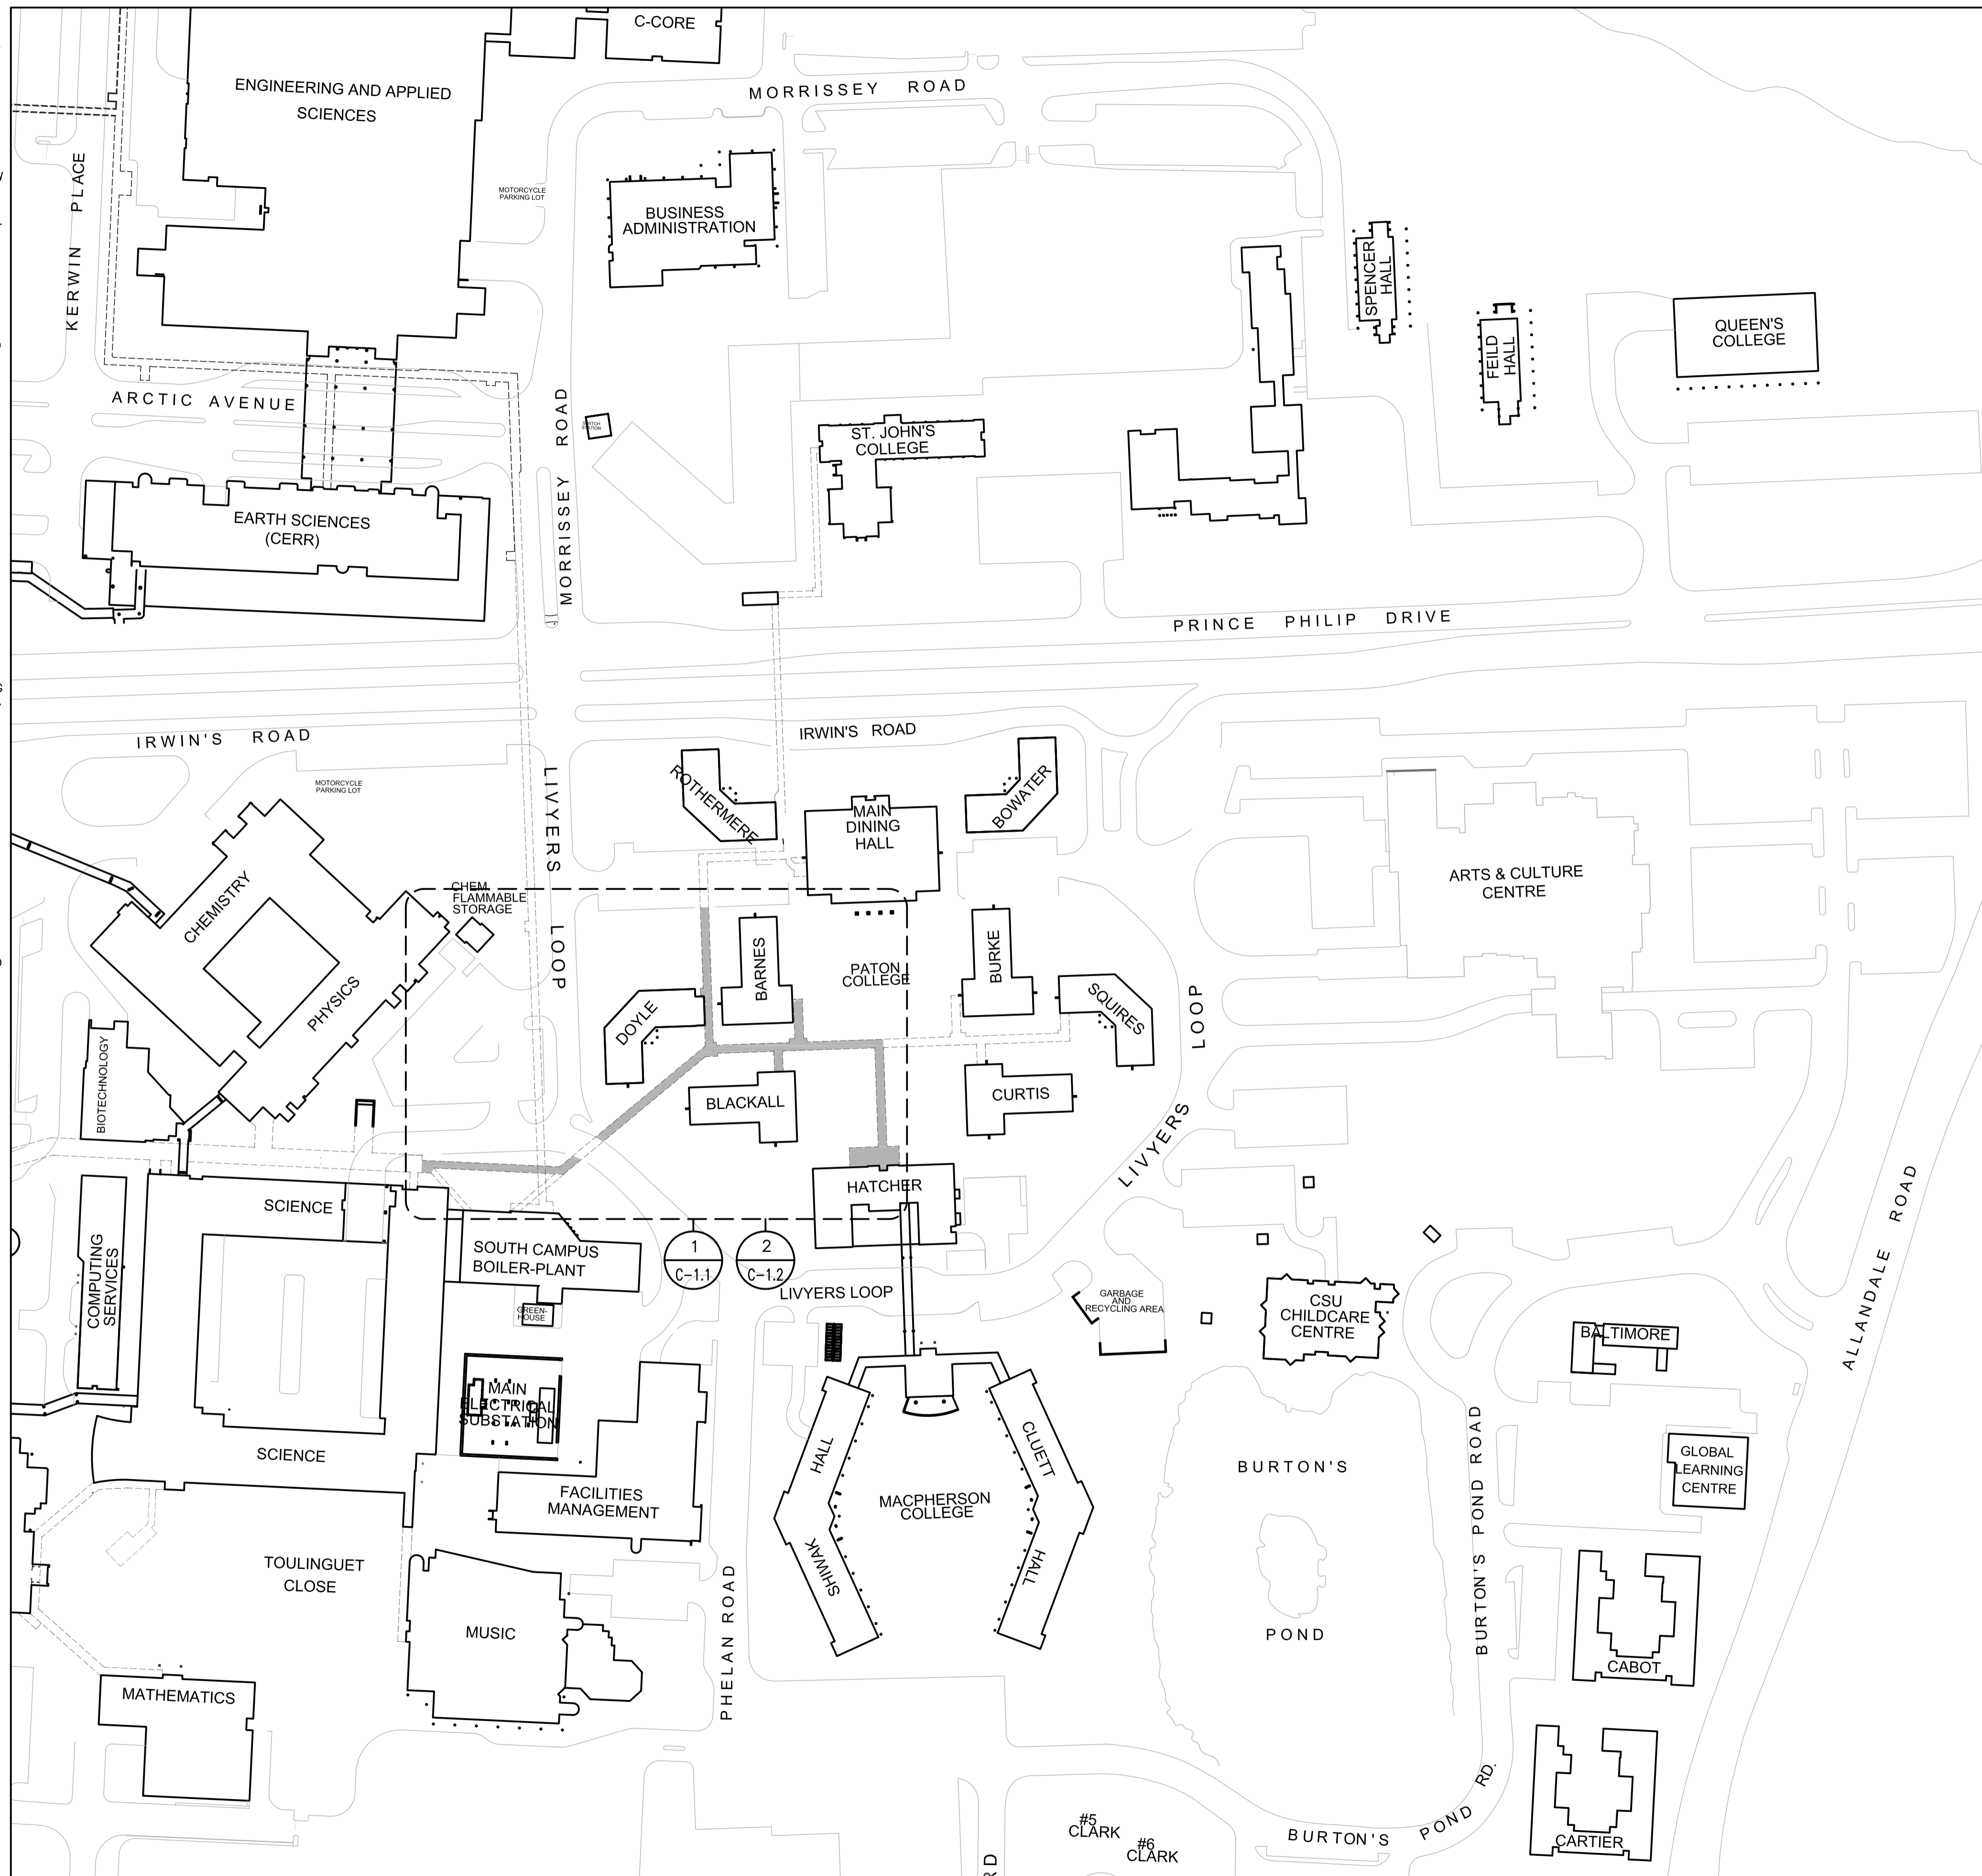 C-CORE
ENGINEERING AND APPLIED
SCIENCES
MORRISSEY ROAD
KERWIN PLACE
MOTORCYCLE
PARKING LOT
BUSINESS
ADMINISTRATION
SPENCER
HALL
FEILD
HALL
QUEEN'S
COLLEGE
ARCTIC AVENUE
MORRISSEY ROAD
SWITCH
STATION
ST. JOHN'S
COLLEGE
EARTH SCIENCES
(CERR)
PRINCE PHILIP DRIVE
IRWIN'S ROAD
IRWIN'S ROAD
MOTORCYCLE
PARKING LOT
LIVYERS LOOP
ROTHERMERE
MAIN
DINING
HALL
BOWATER
CHEMISTRY
CHEM.
FLAMMABLE
STORAGE
ARTS & CULTURE
CENTRE
BARNES
PATON
COLLEGE
BURKE
PHYSICS
DOYLE
SQUIRES
LIVYERS LOOP
BIOTECHNOLOGY
BLACKALL
CURTIS
SCIENCE
HATCHER
COMPUTING
SERVICES
SOUTH CAMPUS
BOILER-PLANT
1
C-1.1
2
C-1.2
LIVYERS LOOP
GREEN-
HOUSE
GARBAGE
AND
RECYCLING AREA
CSU
CHILDCARE
CENTRE
BALTIMORE
ALLANDALE ROAD
MAIN
ELECTRICAL
SUBSTATION
SCIENCE
HALL
CLUETT
BURTON'S
BURTON'S POND ROAD
GLOBAL
LEARNING
CENTRE
FACILITIES
MANAGEMENT
MACPHERSON
COLLEGE
TOULINGUET
CLOSE
SHIWAK
HALL
PHELAN ROAD
MUSIC
POND
CABOT
MATHEMATICS
#5
CLARK
#6
CLARK
BURTON'S POND RD.
CARTIER
RD